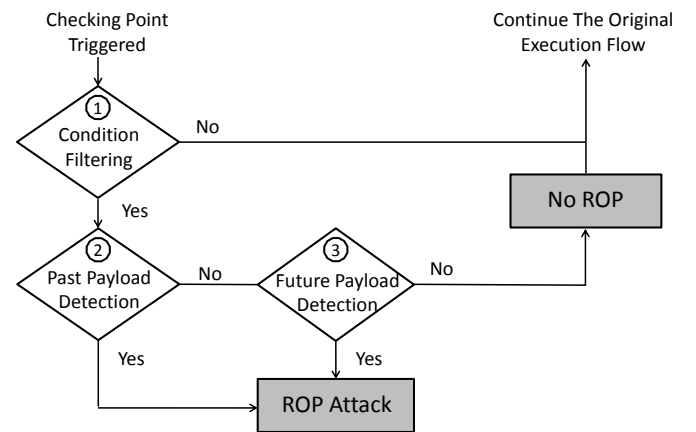 Checking Point
Triggered
Continue The Original
Execution Flow
1
Condition
Filtering
No
Yes
No ROP
2
Past Payload
Detection
No
3
Future Payload
Detection
No
Yes
Yes
ROP Attack